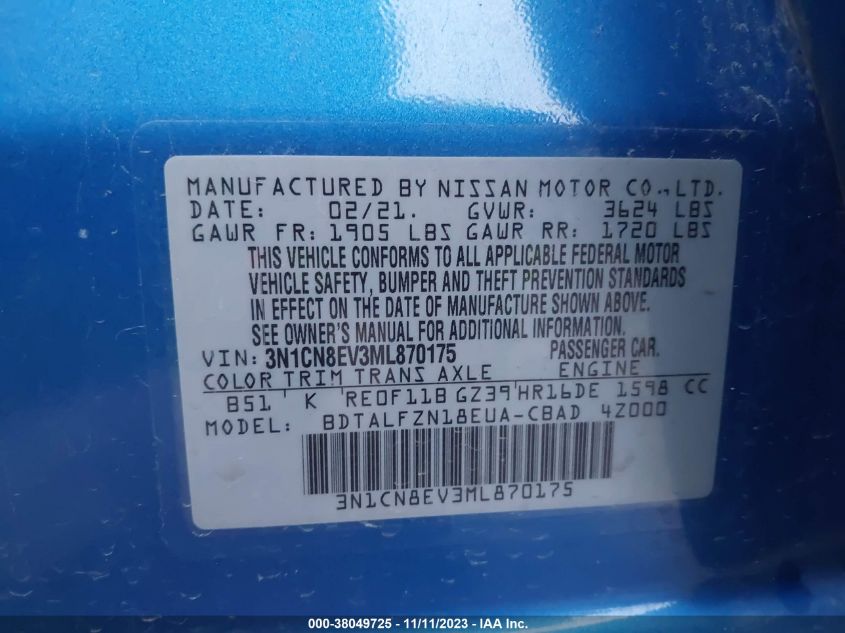 MANUFACTURED BY NISSAN MOTOR CO., LTD.
DATE: 02/21. GVWR: 3624 LBS
GAWR FR: 1905 LBS GAWR RR: 1720 LBS
THIS VEHICLE CONFORMS TO ALL APPLICABLE FEDERAL MOTOR
VEHICLE SAFETY, BUMPER AND THEFT PREVENTION STANDARDS
IN EFFECT ON THE DATE OF MANUFACTURE SHOWN ABOVE.
SEE OWNER'S MANUAL FOR ADDITIONAL INFORMATION.
VIN: 3N1CN8EV3ML870175 PASSENGER CAR.
COLOR TRIM TRANS AXLE ENGINE
B51 K RE0F11B GZ39 HR16DE 1598 CC
MODEL: BDTALFZN18EUA-CBAD 4Z000
3N1CN8EV3ML870175
000-38049725 - 11/11/2023 - IAAI.COM